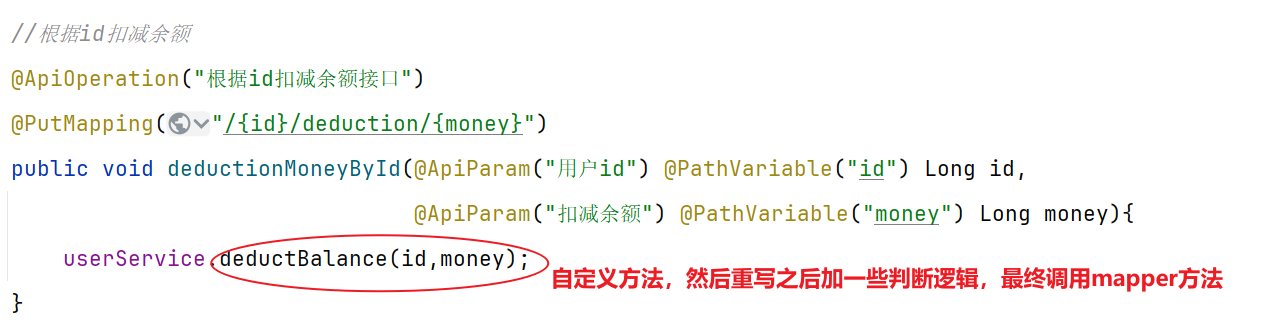 //根据id扣减余额
@ApiOperation("根据id扣减余额接口")
@PutMapping("/{id}/deduction/{money}")
public void deductionMoneyById(@ApiParam("用户id") @PathVariable("id") Long id,
@ApiParam("扣减余额") @PathVariable("money") Long money){
userService.deductBalance(id,money);
自定义方法，然后重写之后加一些判断逻辑，最终调用mapper方法
}